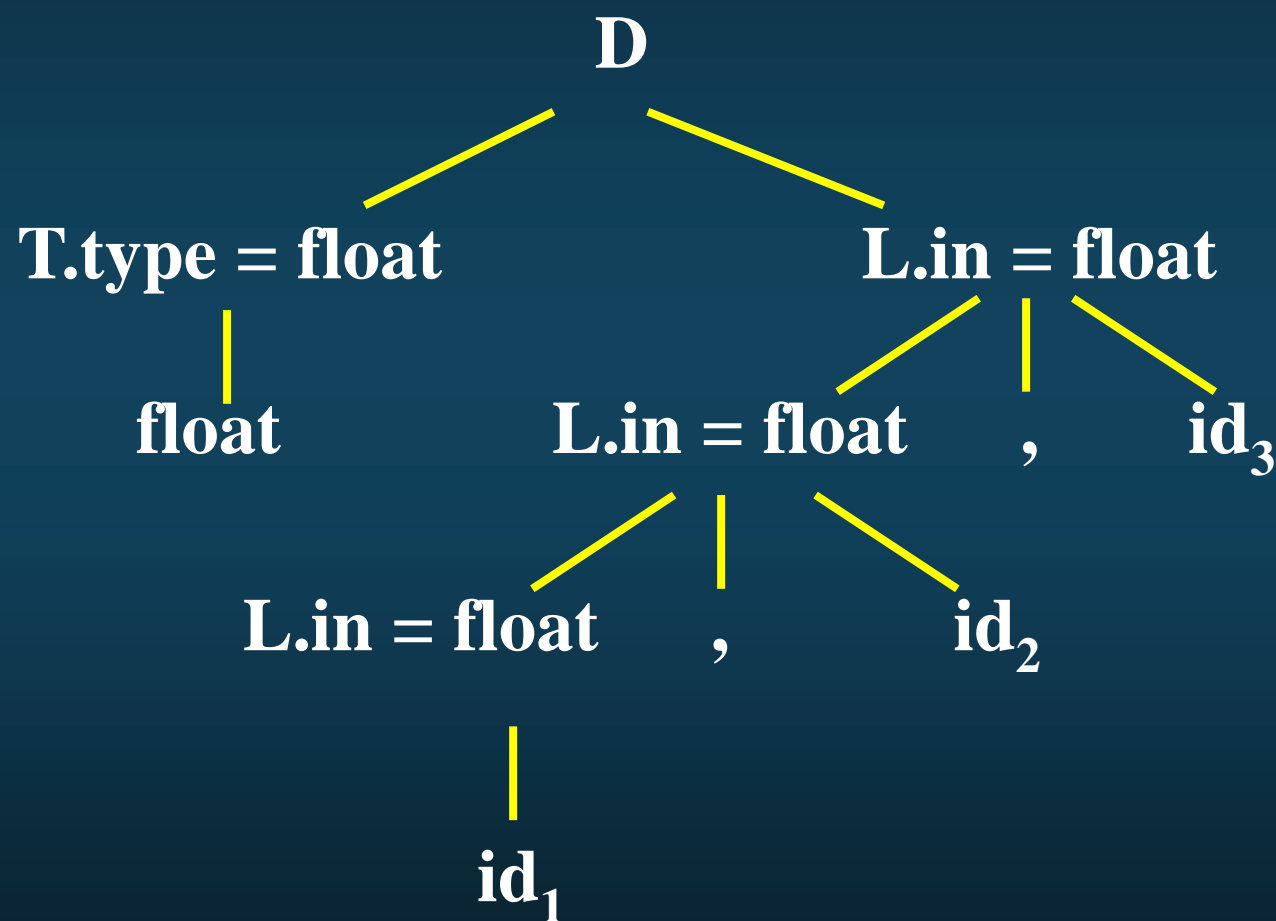 D
T.type = float L.in = float
float L.in = float , id₃
L.in = float , id₂
id₁